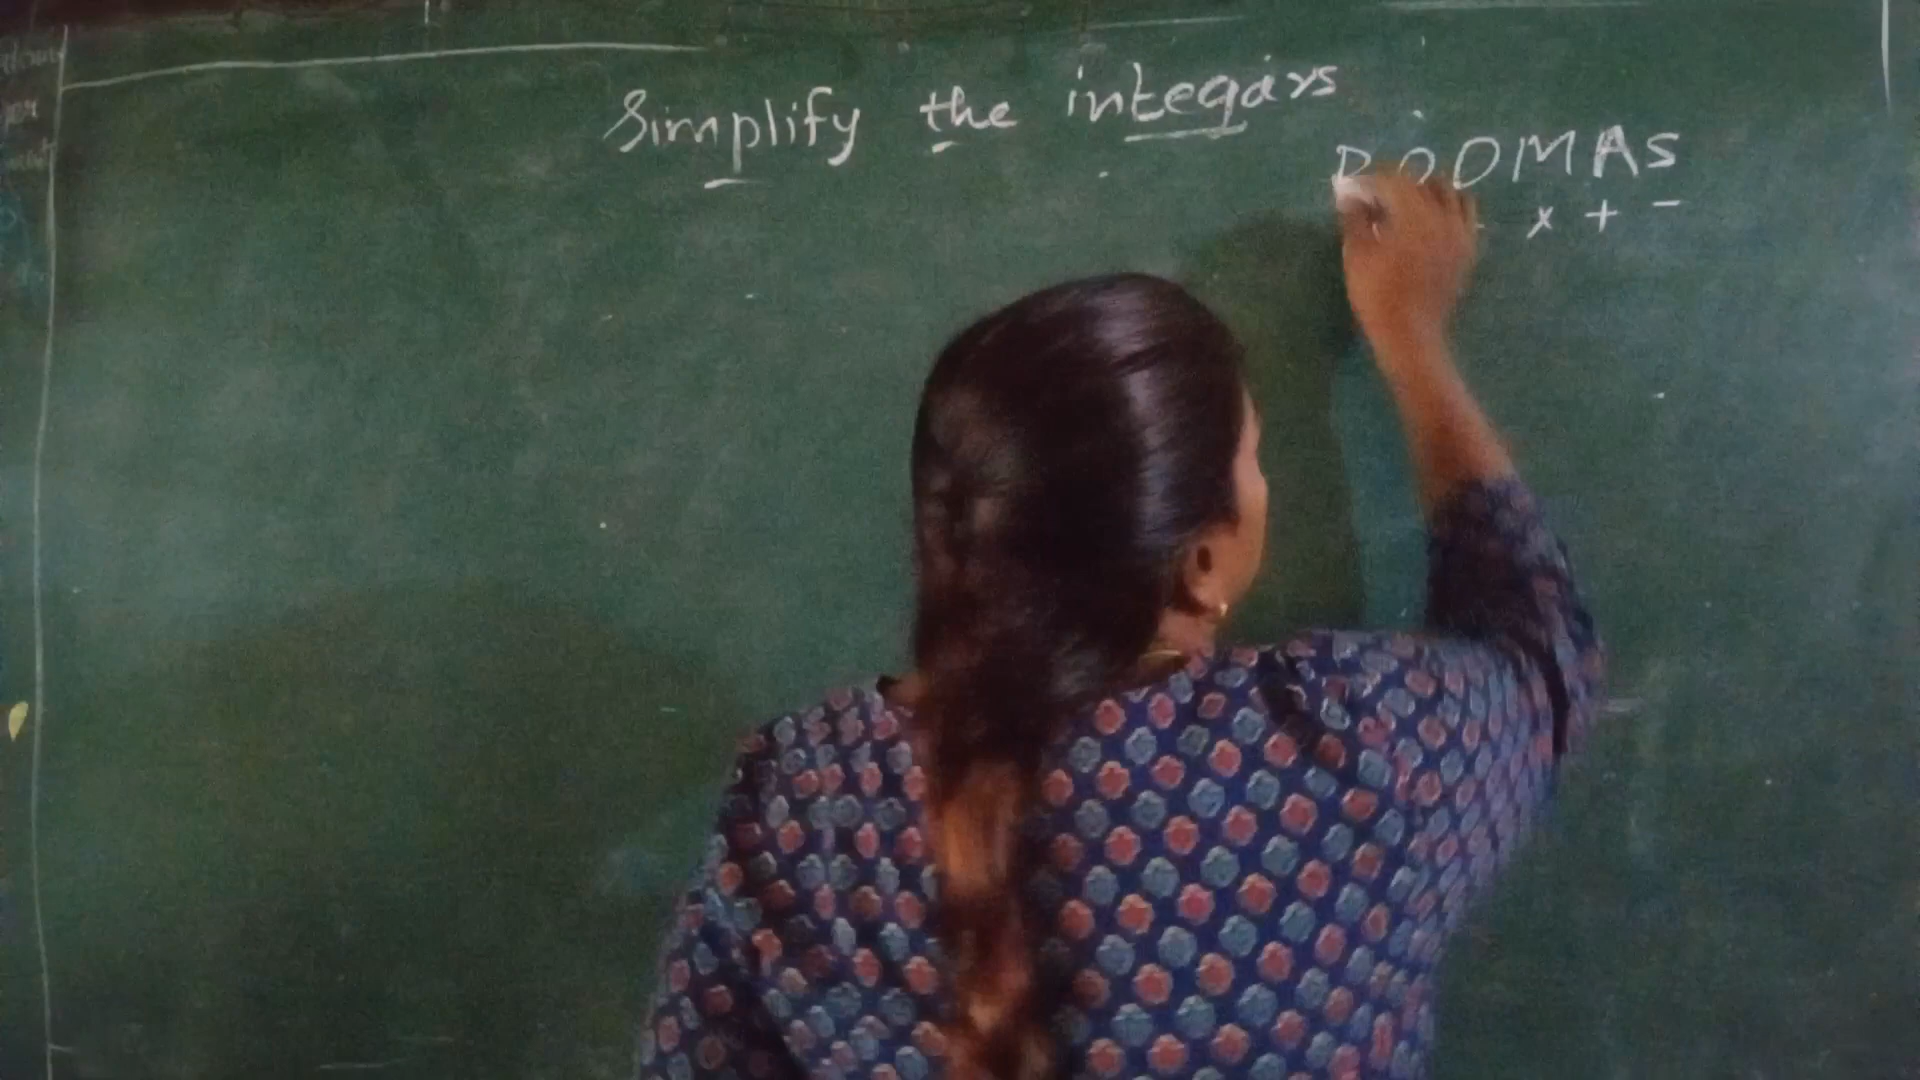 Simplify the integars
BODMAS
x + -